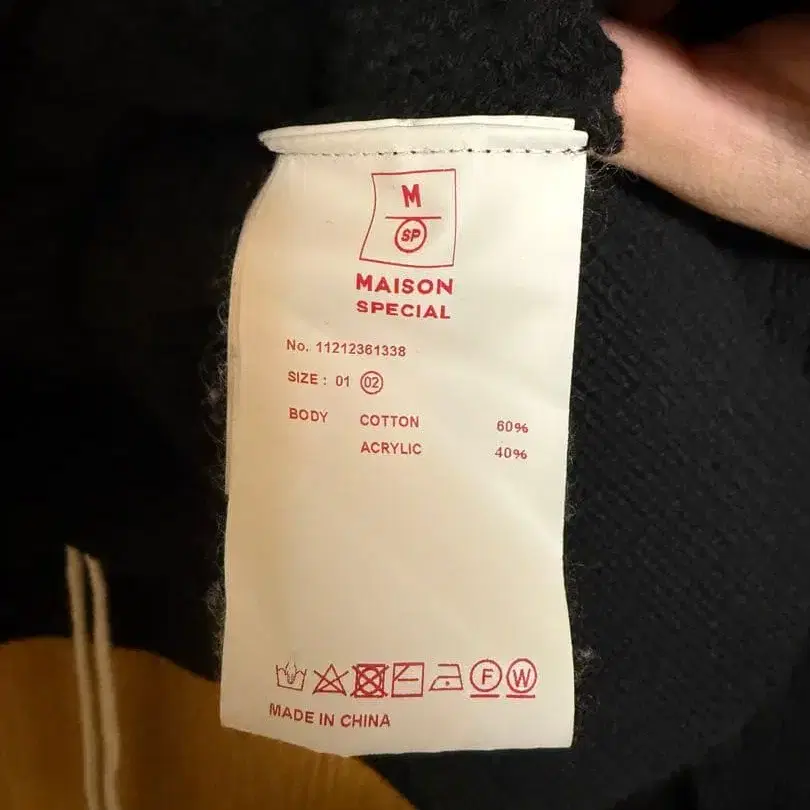 M
SP
MAISON
SPECIAL
No. 11212361338
SIZE : 01 02
BODY COTTON 60%
ACRYLIC 40%
F W
MADE IN CHINA